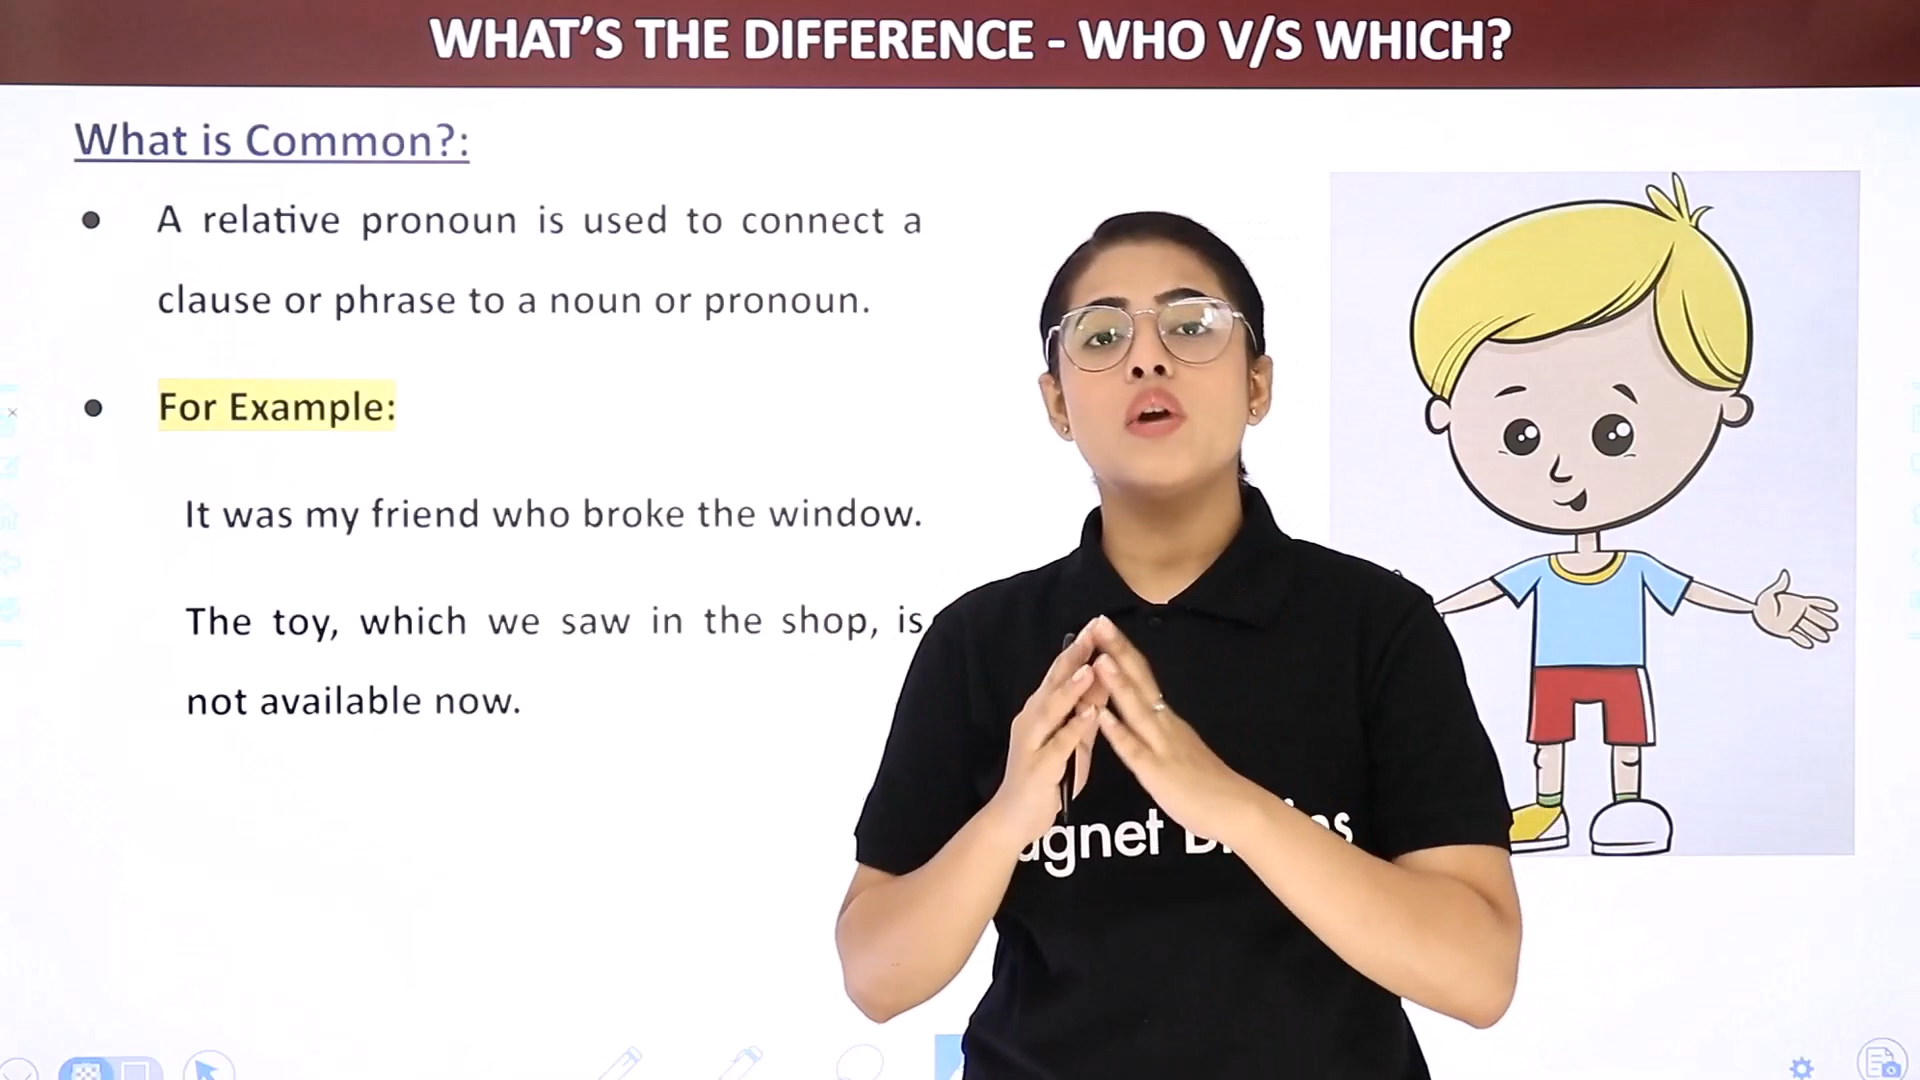 WHAT'S THE DIFFERENCE - WHO V/S WHICH?
What is Common?:
● A relative pronoun is used to connect a
clause or phrase to a noun or pronoun.
● For Example:
It was my friend who broke the window.
The toy, which we saw in the shop, is
not available now.